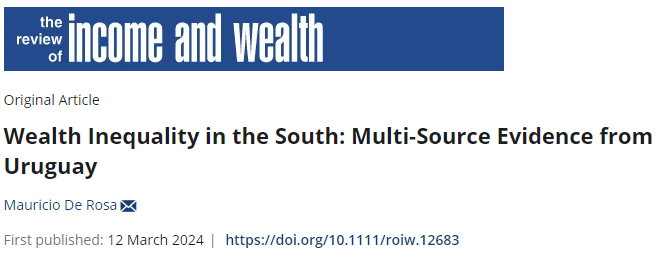 the
review
of
income and wealth
Original Article
Wealth Inequality in the South: Multi-Source Evidence from
Uruguay
Mauricio De Rosa
First published: 12 March 2024 | https://doi.org/10.1111/roiw.12683